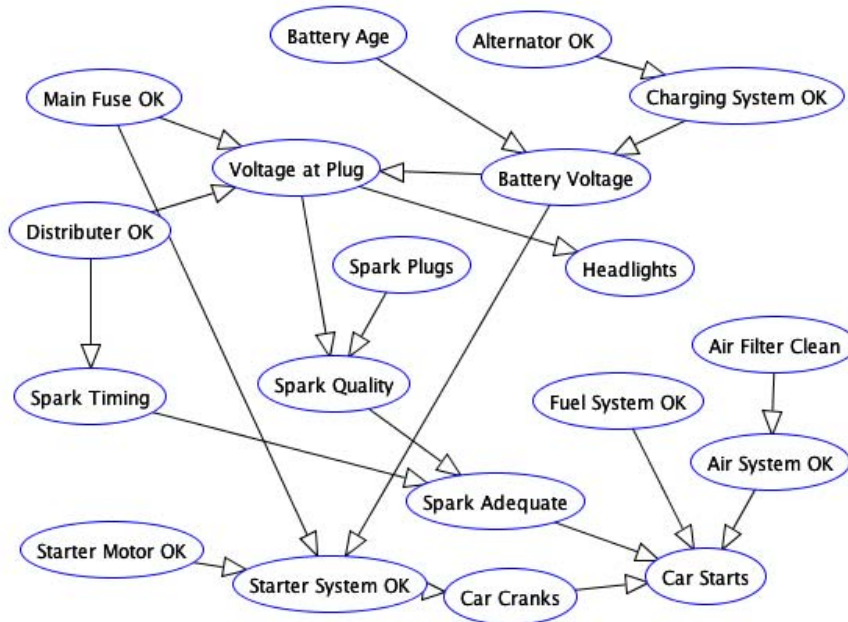 Battery Age
Alternator OK
Main Fuse OK
Charging System OK
Voltage at Plug
Battery Voltage
Distributer OK
Spark Plugs
Headlights
Air Filter Clean
Spark Timing
Spark Quality
Fuel System OK
Air System OK
Spark Adequate
Starter Motor OK
Starter System OK
Car Cranks
Car Starts